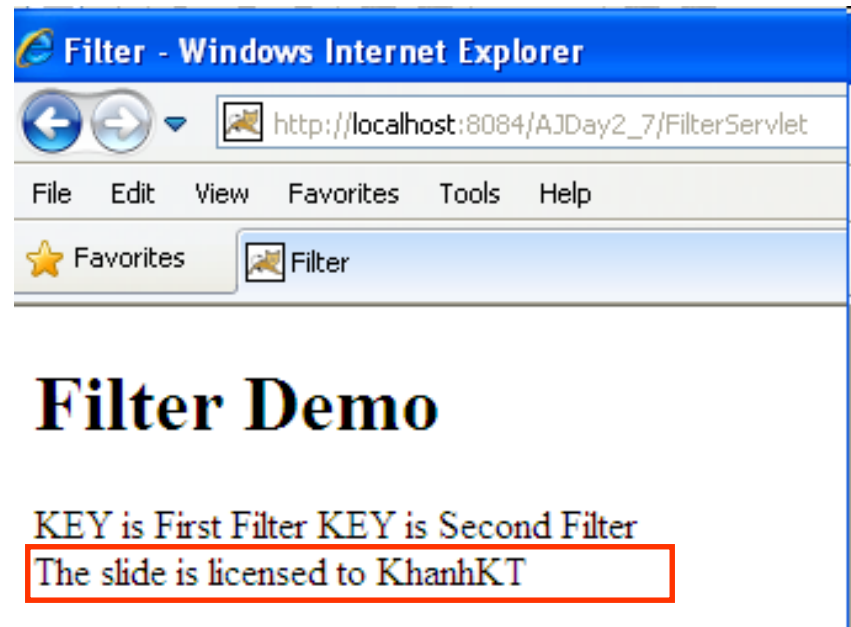 Filter - Windows Internet Explorer
http://localhost:8084/AJDay2_7/FilterServlet
File Edit View Favorites Tools Help
Favorites Filter
Filter Demo
KEY is First Filter KEY is Second Filter
The slide is licensed to KhanhKT